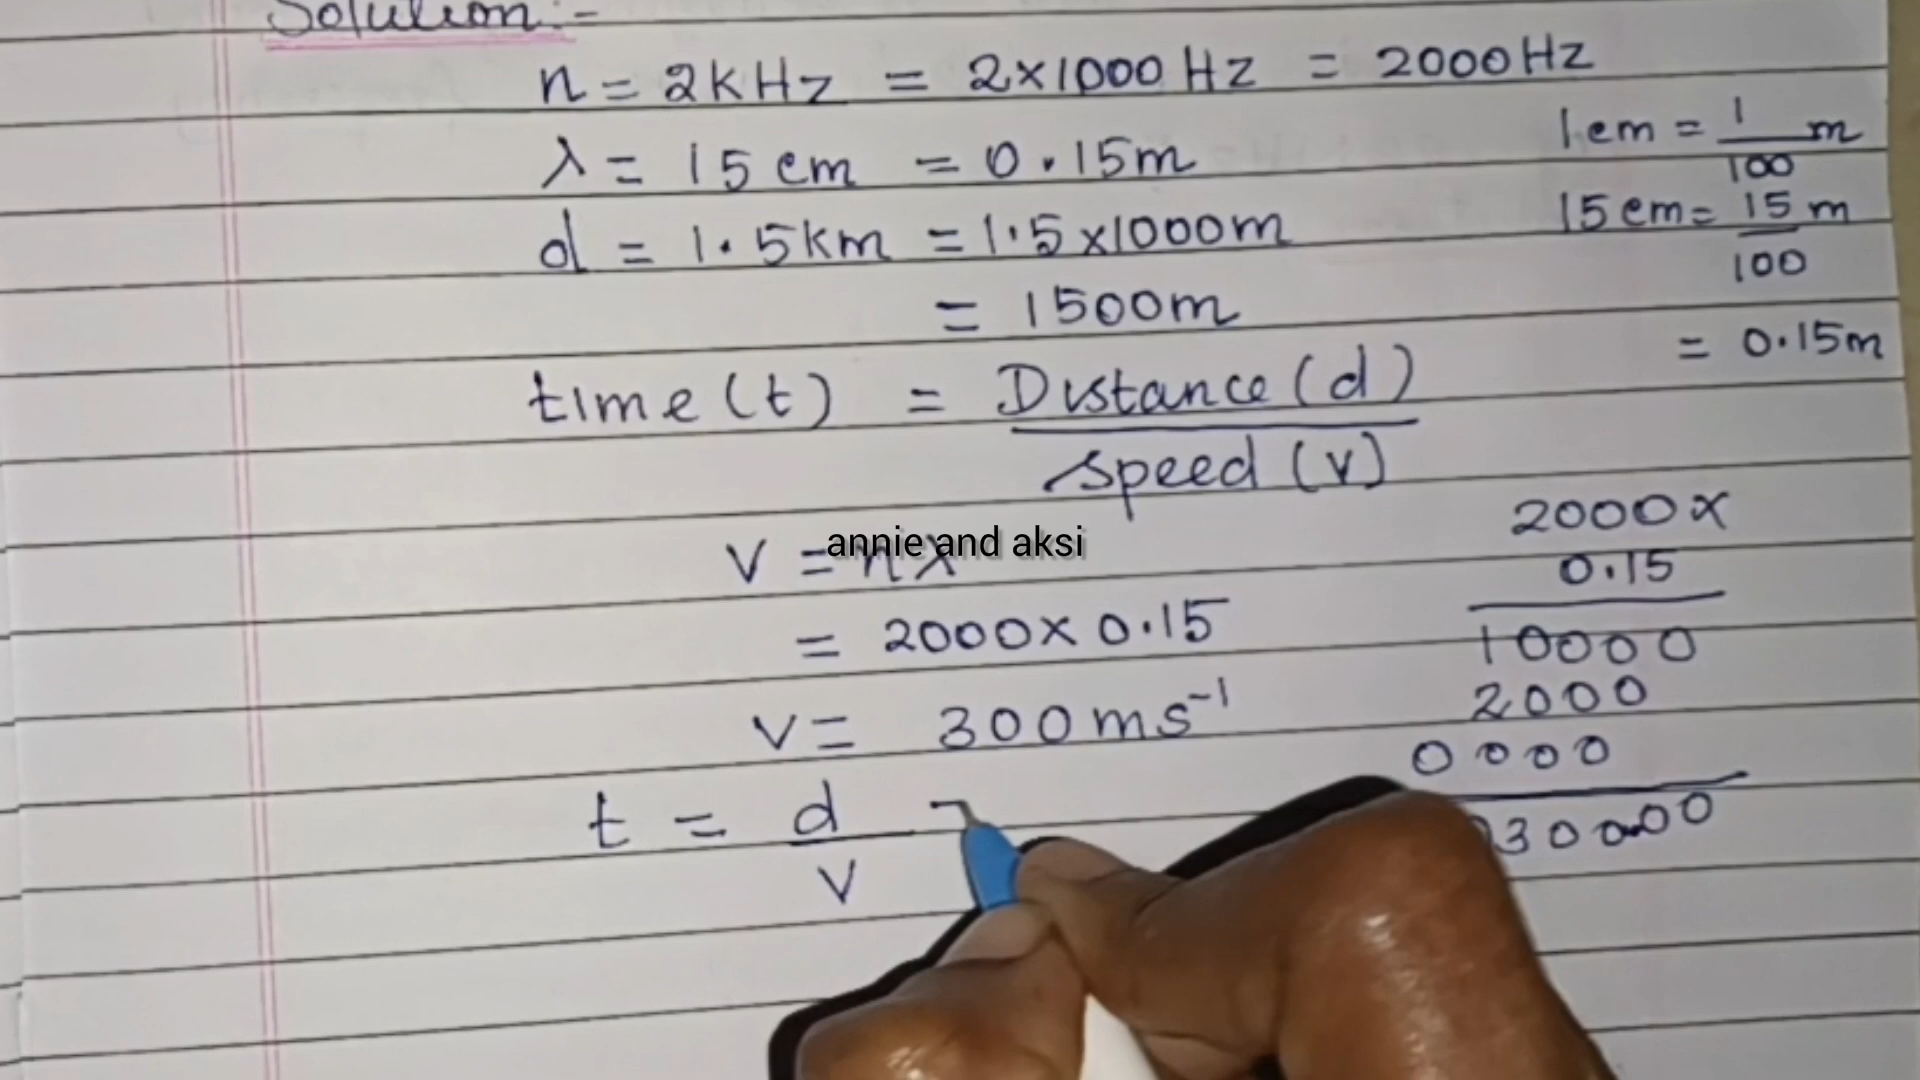 Solution:-
n = 2kHz = 2×1000 Hz = 2000Hz
λ = 15 cm = 0.15m
1cm = 1/100 m
d = 1.5km = 1.5×1000m
15cm = 15/100 m
= 1500m
= 0.15m
time (t) = Distance (d) / speed (v)
2000×
0.15
v = nλ
annie and aksi
= 2000×0.15
10000
2000
v = 300ms⁻¹
0000
t = d/v
300.00